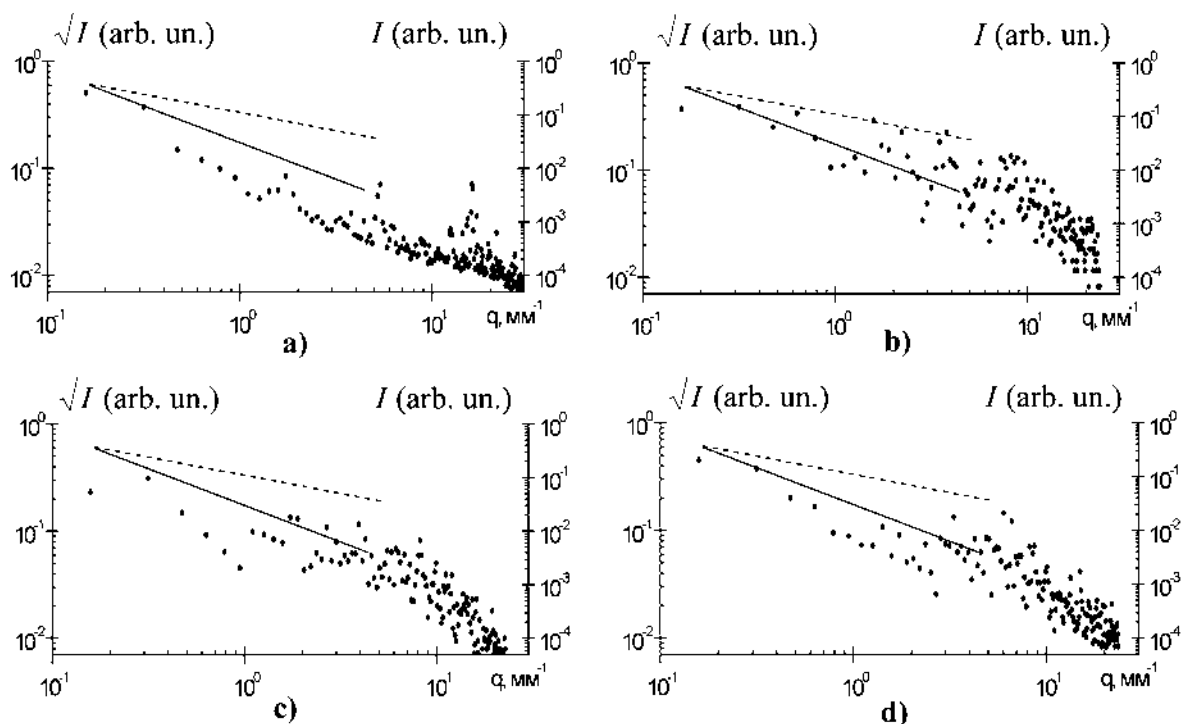 √I (arb. un.) I (arb. un.) √I (arb. un.) I (arb. un.)
10⁰ 10⁰ 10⁰ 10⁰
10⁻¹ 10⁻¹
10⁻¹ 10⁻² 10⁻¹ 10⁻²
10⁻³ 10⁻³
10⁻² 10⁻⁴ 10⁻² 10⁻⁴
10⁻¹ 10⁰ 10¹ q, мм⁻¹ 10⁻¹ 10⁰ 10¹ q, мм⁻¹
a) b)
√I (arb. un.) I (arb. un.) √I (arb. un.) I (arb. un.)
10⁰ 10⁰ 10⁰ 10⁰
10⁻¹ 10⁻¹
10⁻¹ 10⁻² 10⁻¹ 10⁻²
10⁻³ 10⁻³
10⁻² 10⁻⁴ 10⁻² 10⁻⁴
10⁻¹ 10⁰ 10¹ q, мм⁻¹ 10⁻¹ 10⁰ 10¹ q, мм⁻¹
c) d)